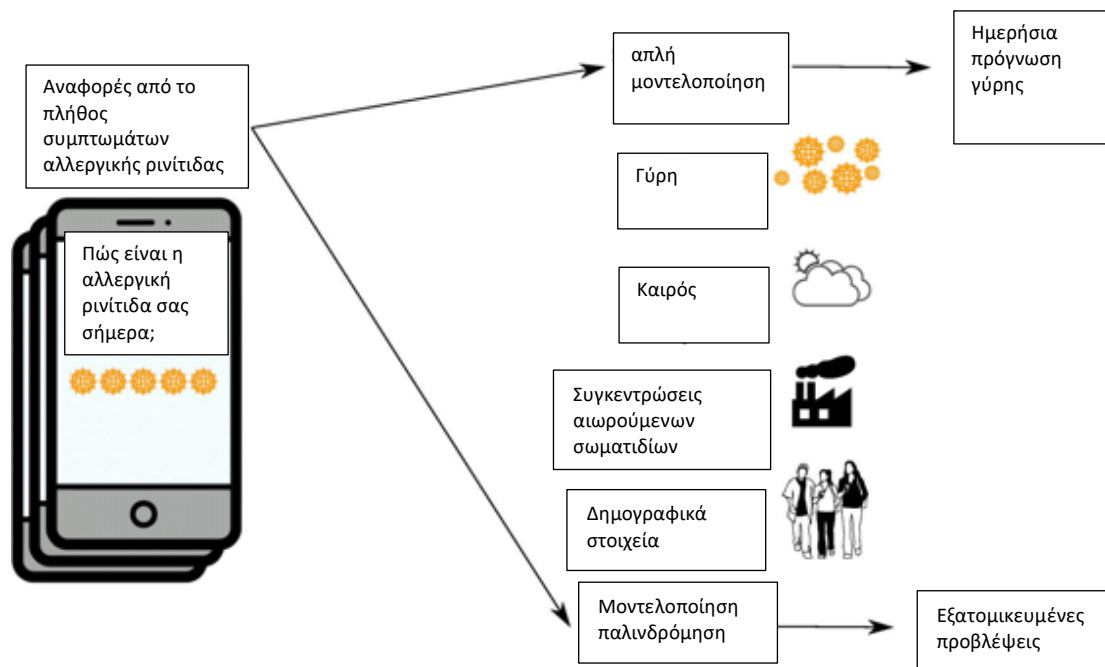 Αναφορές από το
πλήθος
συμπτωμάτων
αλλεργικής ρινίτιδας
Πώς είναι η
αλλεργική
ρινίτιδα σας
σήμερα;
απλή
μοντελοποίηση
Ημερήσια
πρόγνωση
γύρης
Γύρη
Καιρός
Συγκεντρώσεις
αιωρούμενων
σωματιδίων
Δημογραφικά
στοιχεία
Μοντελοποίηση
παλινδρόμηση
Εξατομικευμένες
προβλέψεις